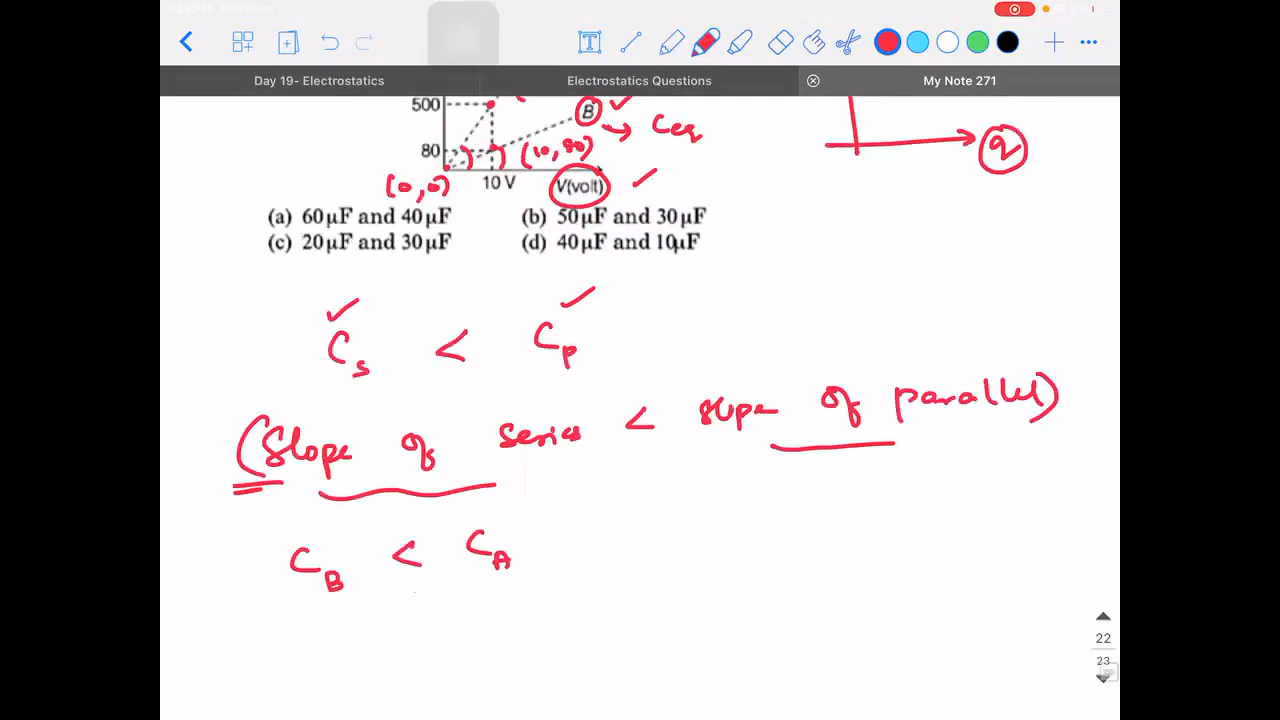 Day 19- Electrostatics
Electrostatics Questions
My Note 271
500
B
Ceq
80
(10, 80)
q
(0,0)
10 V
V(volt)
(a) 60μF and 40μF
(b) 50μF and 30μF
(c) 20μF and 30μF
(d) 40μF and 10μF
Cs < Cp
(Slope of series < slope of parallel)
CB < CA
22
23